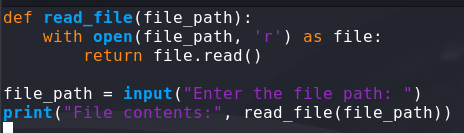 def read_file(file_path):
    with open(file_path, 'r') as file:
        return file.read()

file_path = input("Enter the file path: ")
print("File contents:", read_file(file_path))